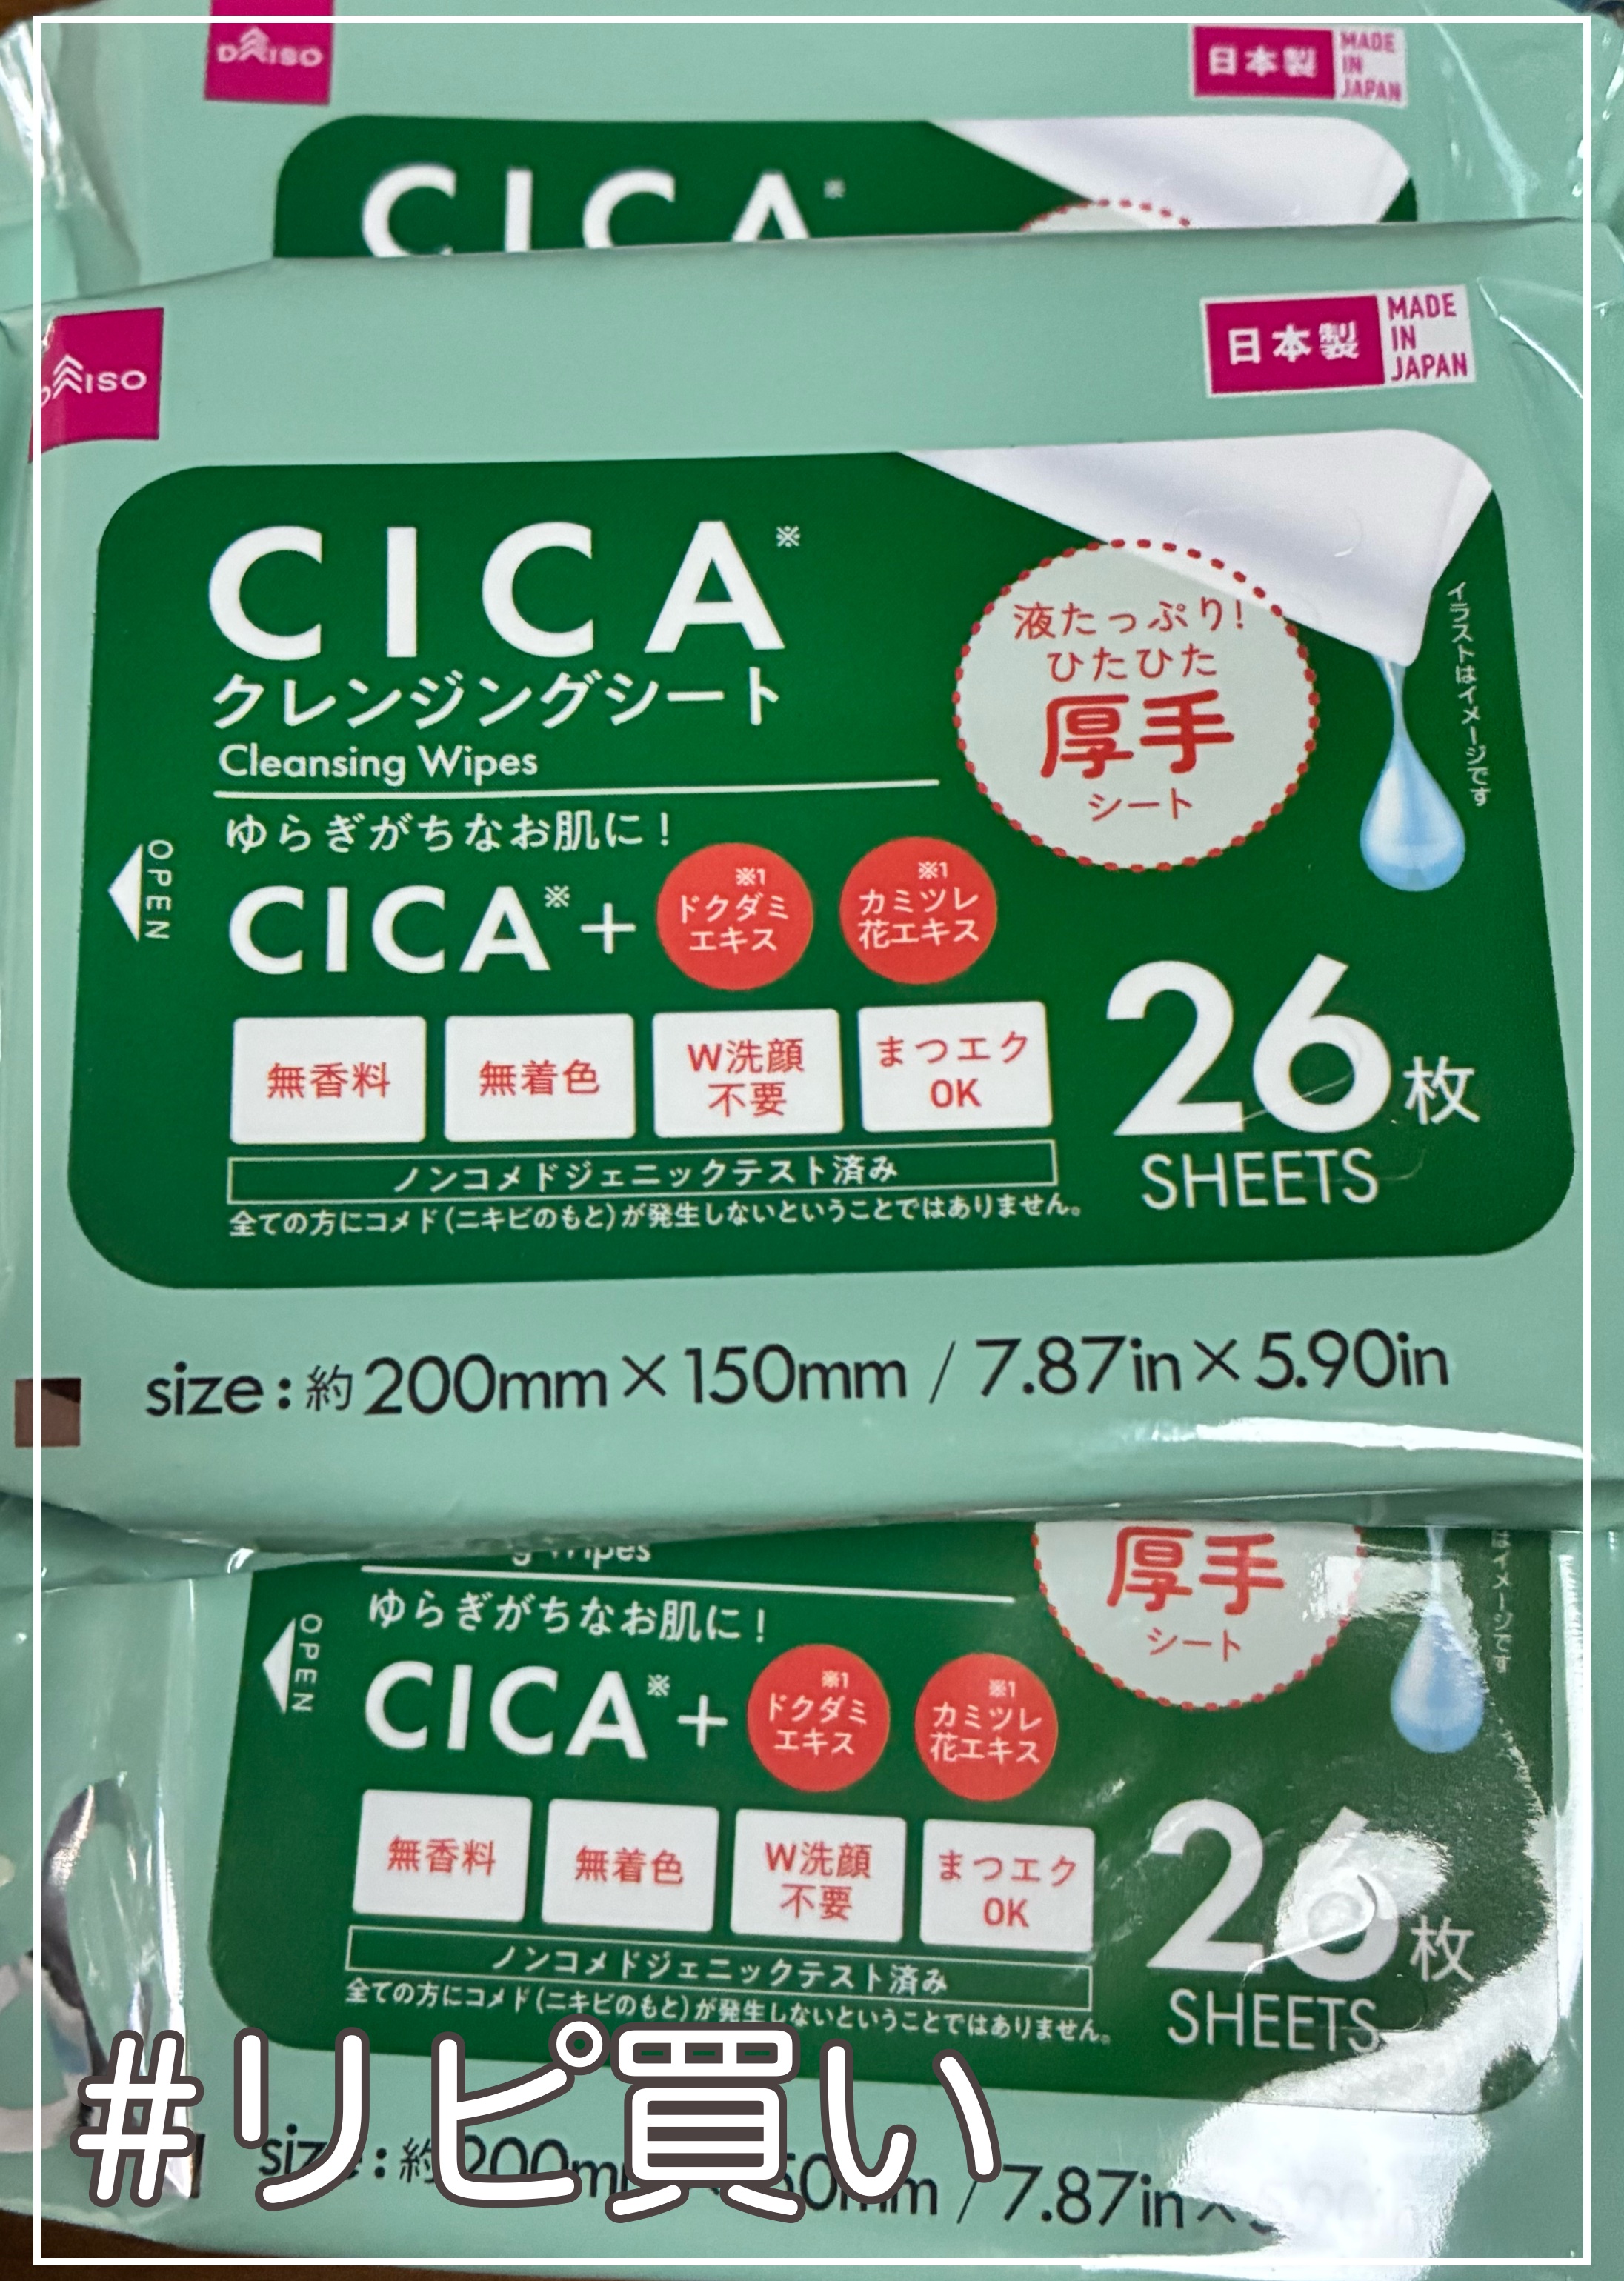 DAISO
日本製
MADE
IN
JAPAN
CICA※
DAISO
日本製
MADE
IN
JAPAN
CICA※
クレンジングシート
Cleansing Wipes
液たっぷり!
ひたひた
厚手
シート
イラストはイメージです
ゆらぎがちなお肌に!
OPEN
CICA※+
※1
ドクダミ
エキス
※1
カミツレ
花エキス
無香料
無着色
W洗顔
不要
まつエク
OK
26枚
SHEETS
ノンコメドジェニックテスト済み
全ての方にコメド(ニキビのもと)が発生しないということではありません。
size:約200mm×150mm / 7.87in×5.90in
厚手
シート
はイメージです
ゆらぎがちなお肌に!
OPEN
CICA※+
※1
ドクダミ
エキス
※1
カミツレ
花エキス
無香料
無着色
W洗顔
不要
まつエク
OK
26枚
SHEETS
ノンコメドジェニックテスト済み
全ての方にコメド(ニキビのもと)が発生しないということではありません。
#リピ買い
size:約200mm×150mm / 7.87in×